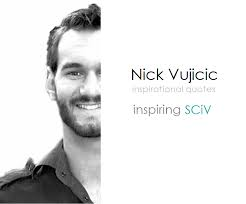 Nick Vujicic
inspirational quotes
inspiring SCiV